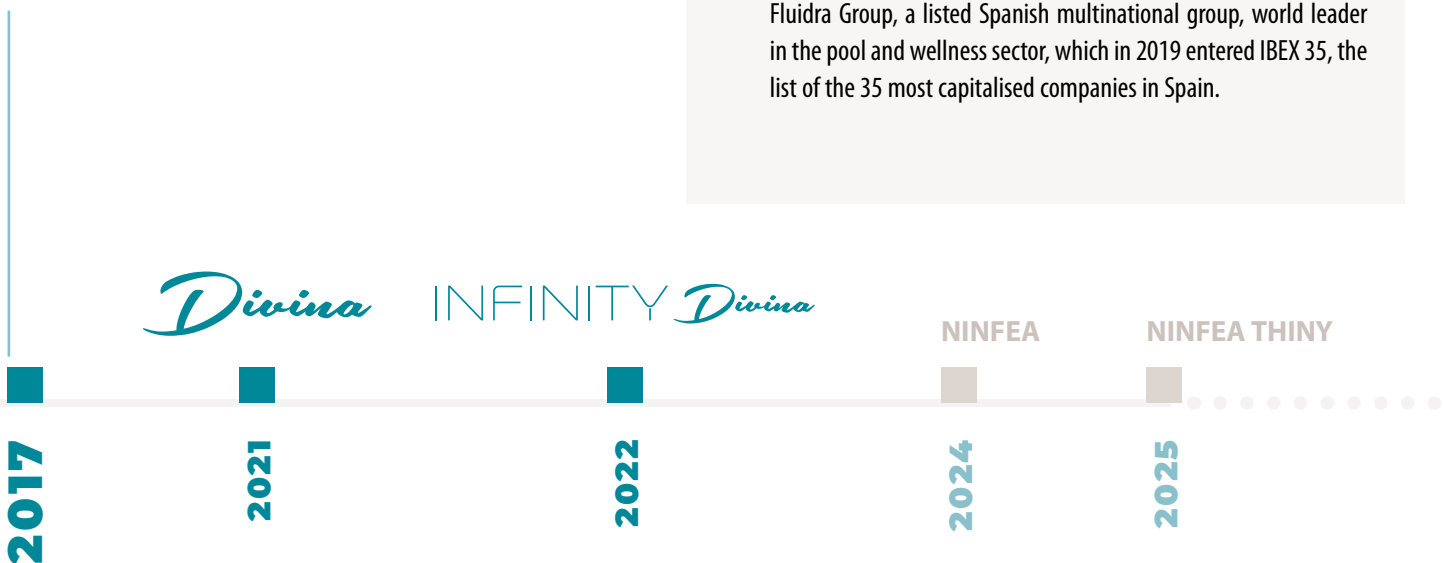 Fluidra Group, a listed Spanish multinational group, world leader
in the pool and wellness sector, which in 2019 entered IBEX 35, the
list of the 35 most capitalised companies in Spain.
Divina
INFINITY Divina
NINFEA
NINFEA THINY
2017
2021
2022
2024
2025